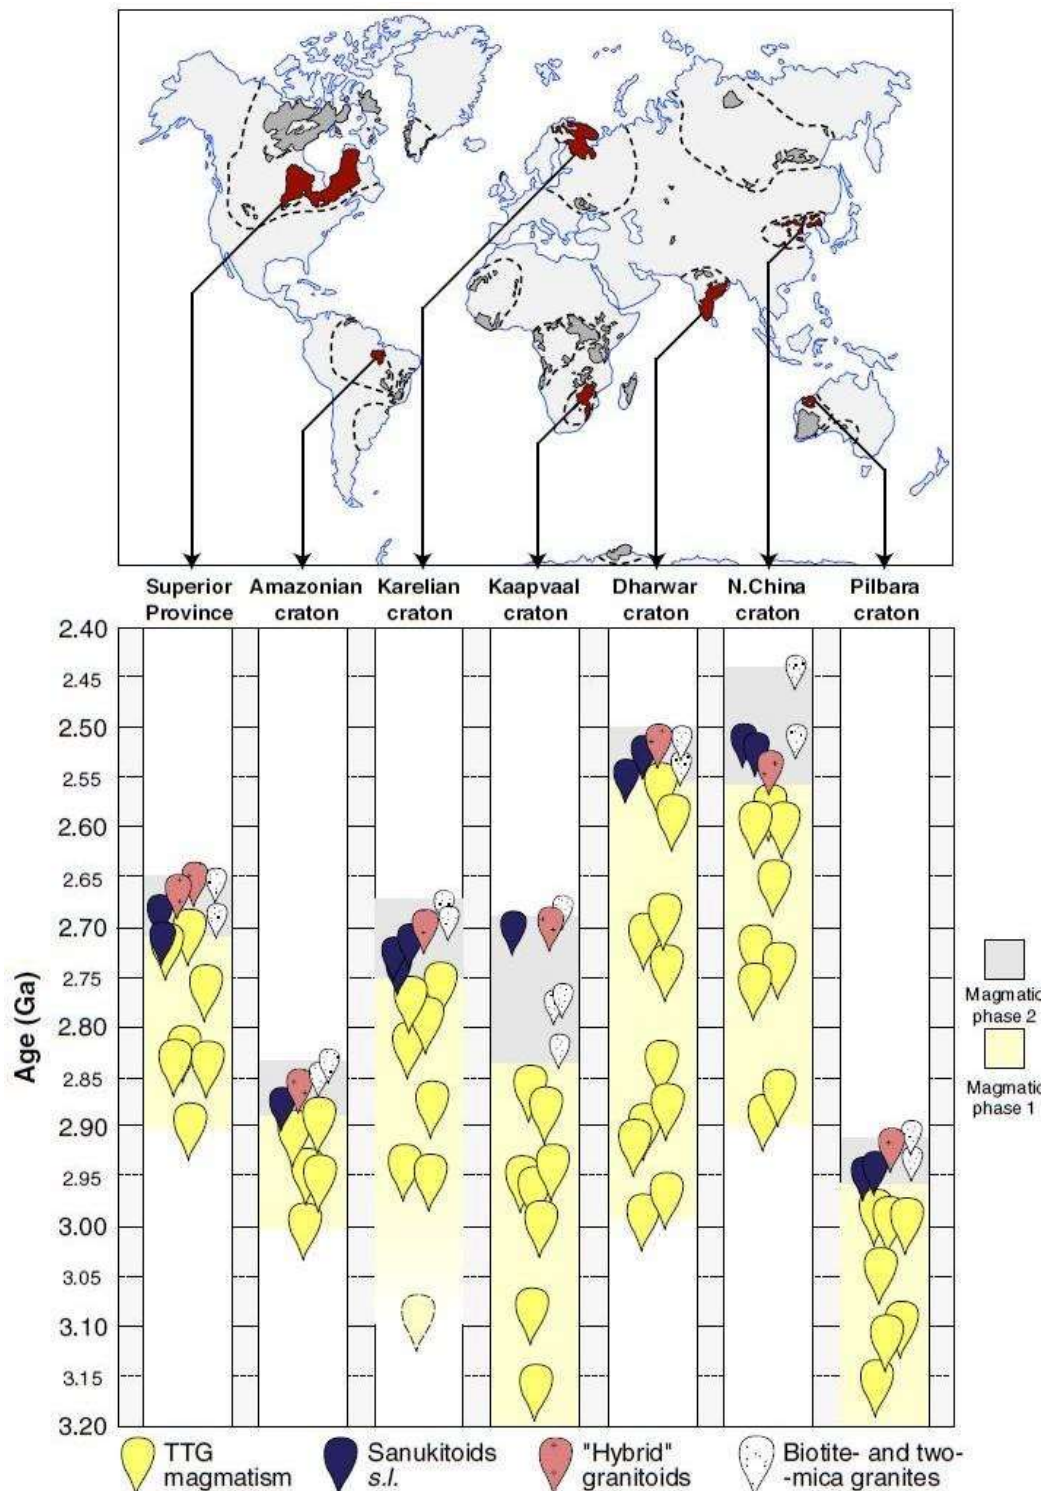 Superior
Province
Amazonian
craton
Karelian
craton
Kaapvaal
craton
Dharwar
craton
N.China
craton
Pilbara
craton
Age (Ga)
2.40
2.45
2.50
2.55
2.60
2.65
2.70
2.75
2.80
2.85
2.90
2.95
3.00
3.05
3.10
3.15
3.20
Magmatic
phase 2
Magmatic
phase 1
TTG
magmatism
Sanukitoids
s.l.
"Hybrid"
granitoids
Biotite- and two-
-mica granites